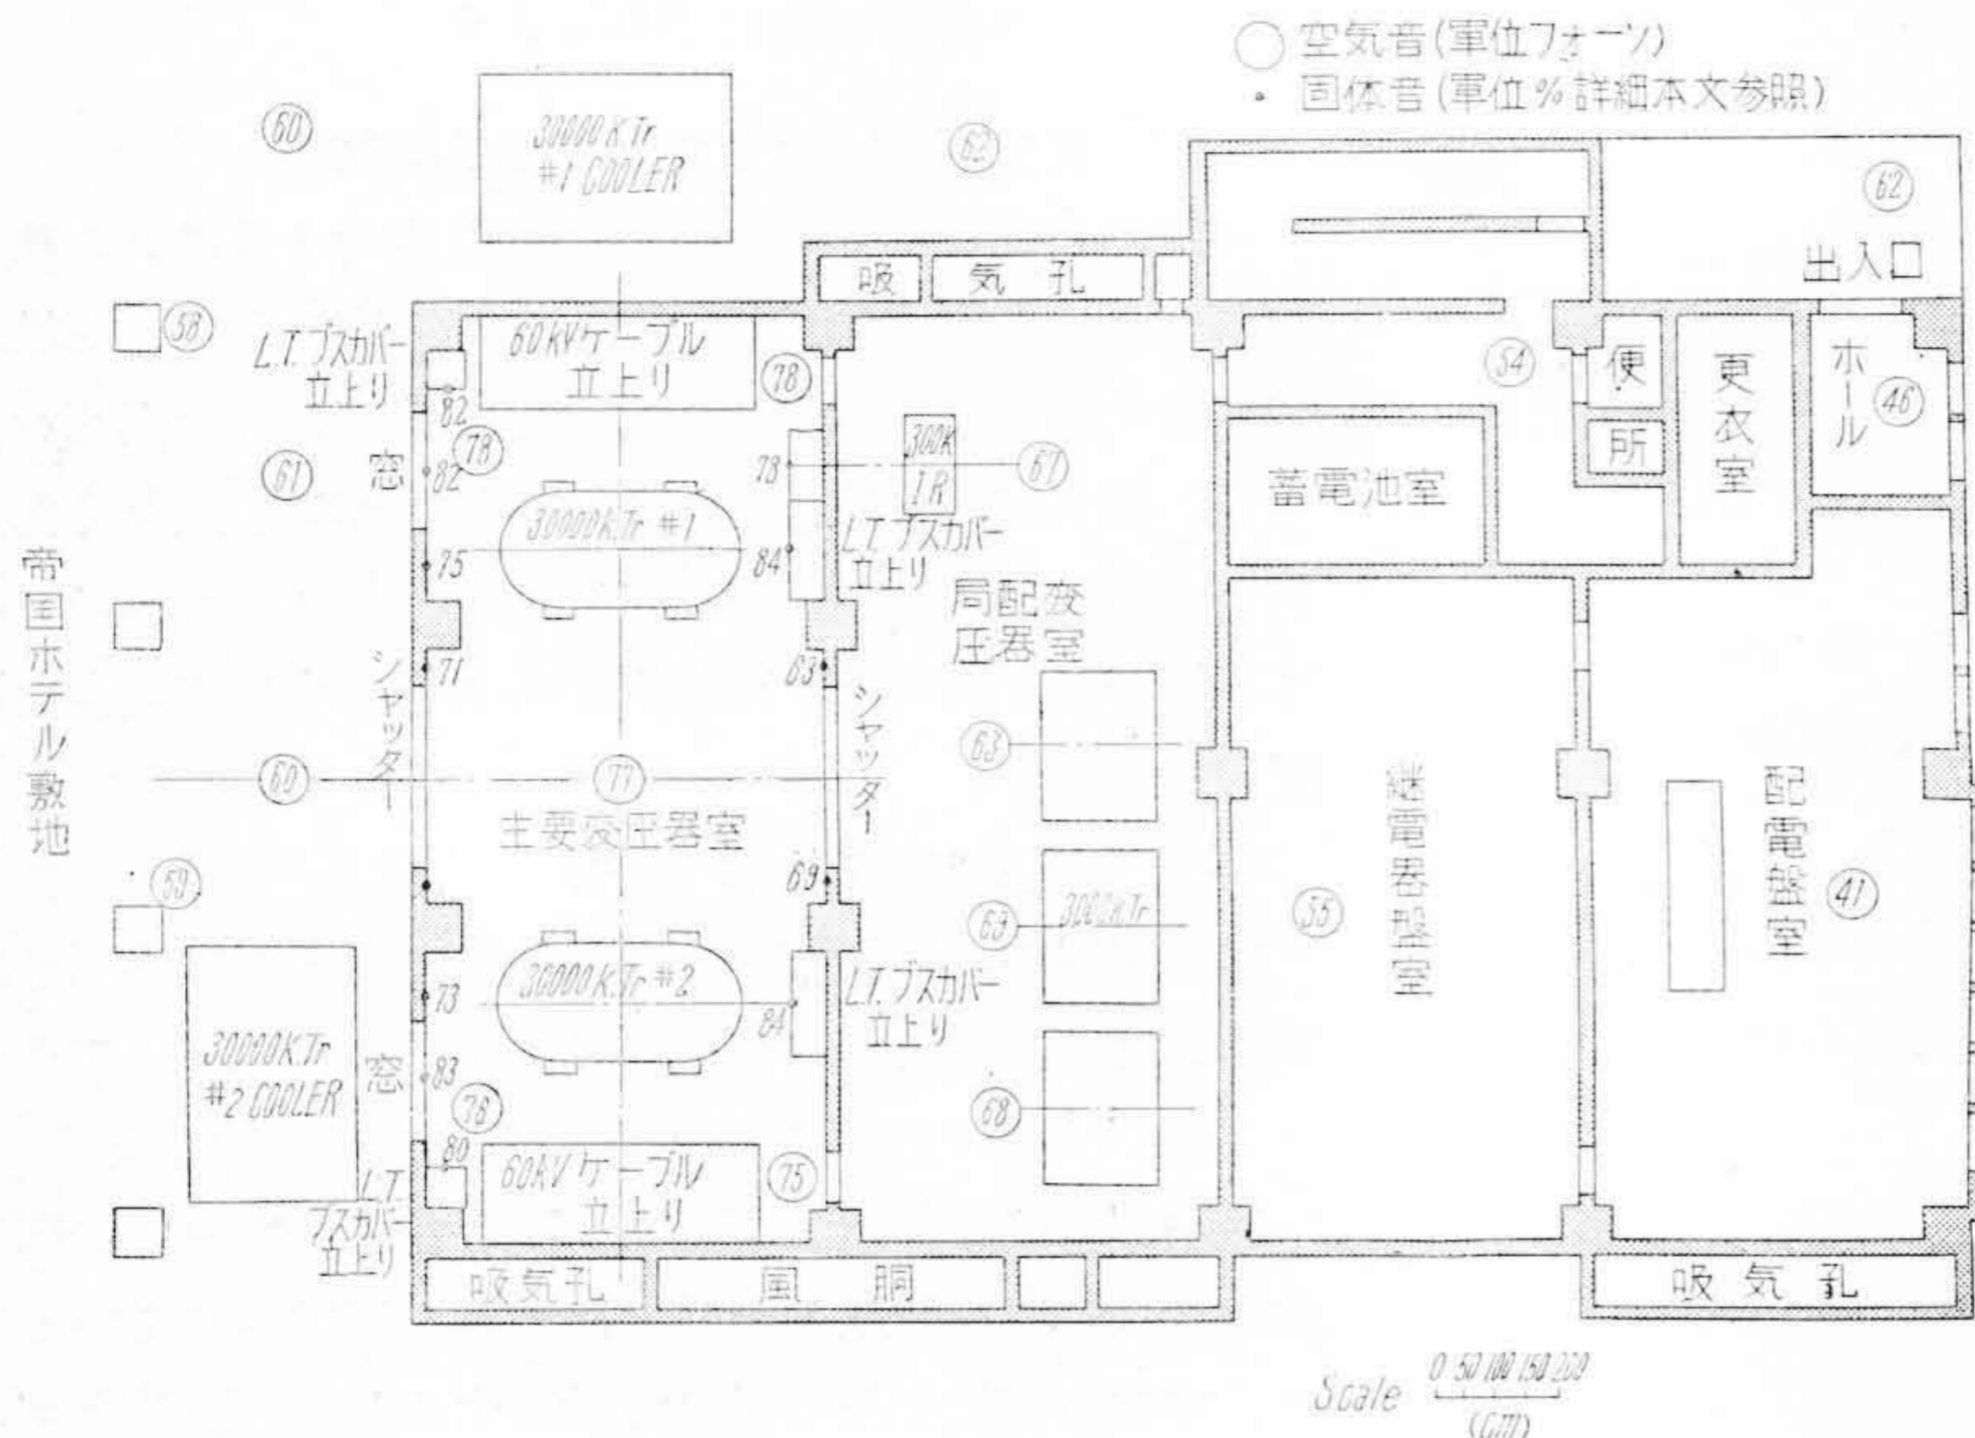 空気音(単位フォーン)
固体音(単位%詳細本文参照)
60
30000K.Tr
#1 COOLER
62
62
出入口
吸 気 孔
58
L.T.ブスカバー
立上り
60kVケーブル
立上り
78
54
便
所
更衣室
ホール
46
82
78
61
窓
82
75
30000K.Tr #1
78
84
300K
67
L.T.ブスカバー
立上り
蓄電池室
局配変
圧器室
帝国ホテル敷地
シャッター
71
63
シャッター
63
60
77
主要変圧器室
継電器盤室
配電盤室
59
69
69
3000K.Tr
55
41
30000K.Tr
#2 COOLER
窓
73
83
76
80
30000K.Tr #2
84
L.T.ブスカバー
立上り
68
L.T.
ブスカバー
立上り
60kVケーブル
立上り
75
吸気孔
風胴
吸気孔
Scale
0 50 100 150 200
(cm)